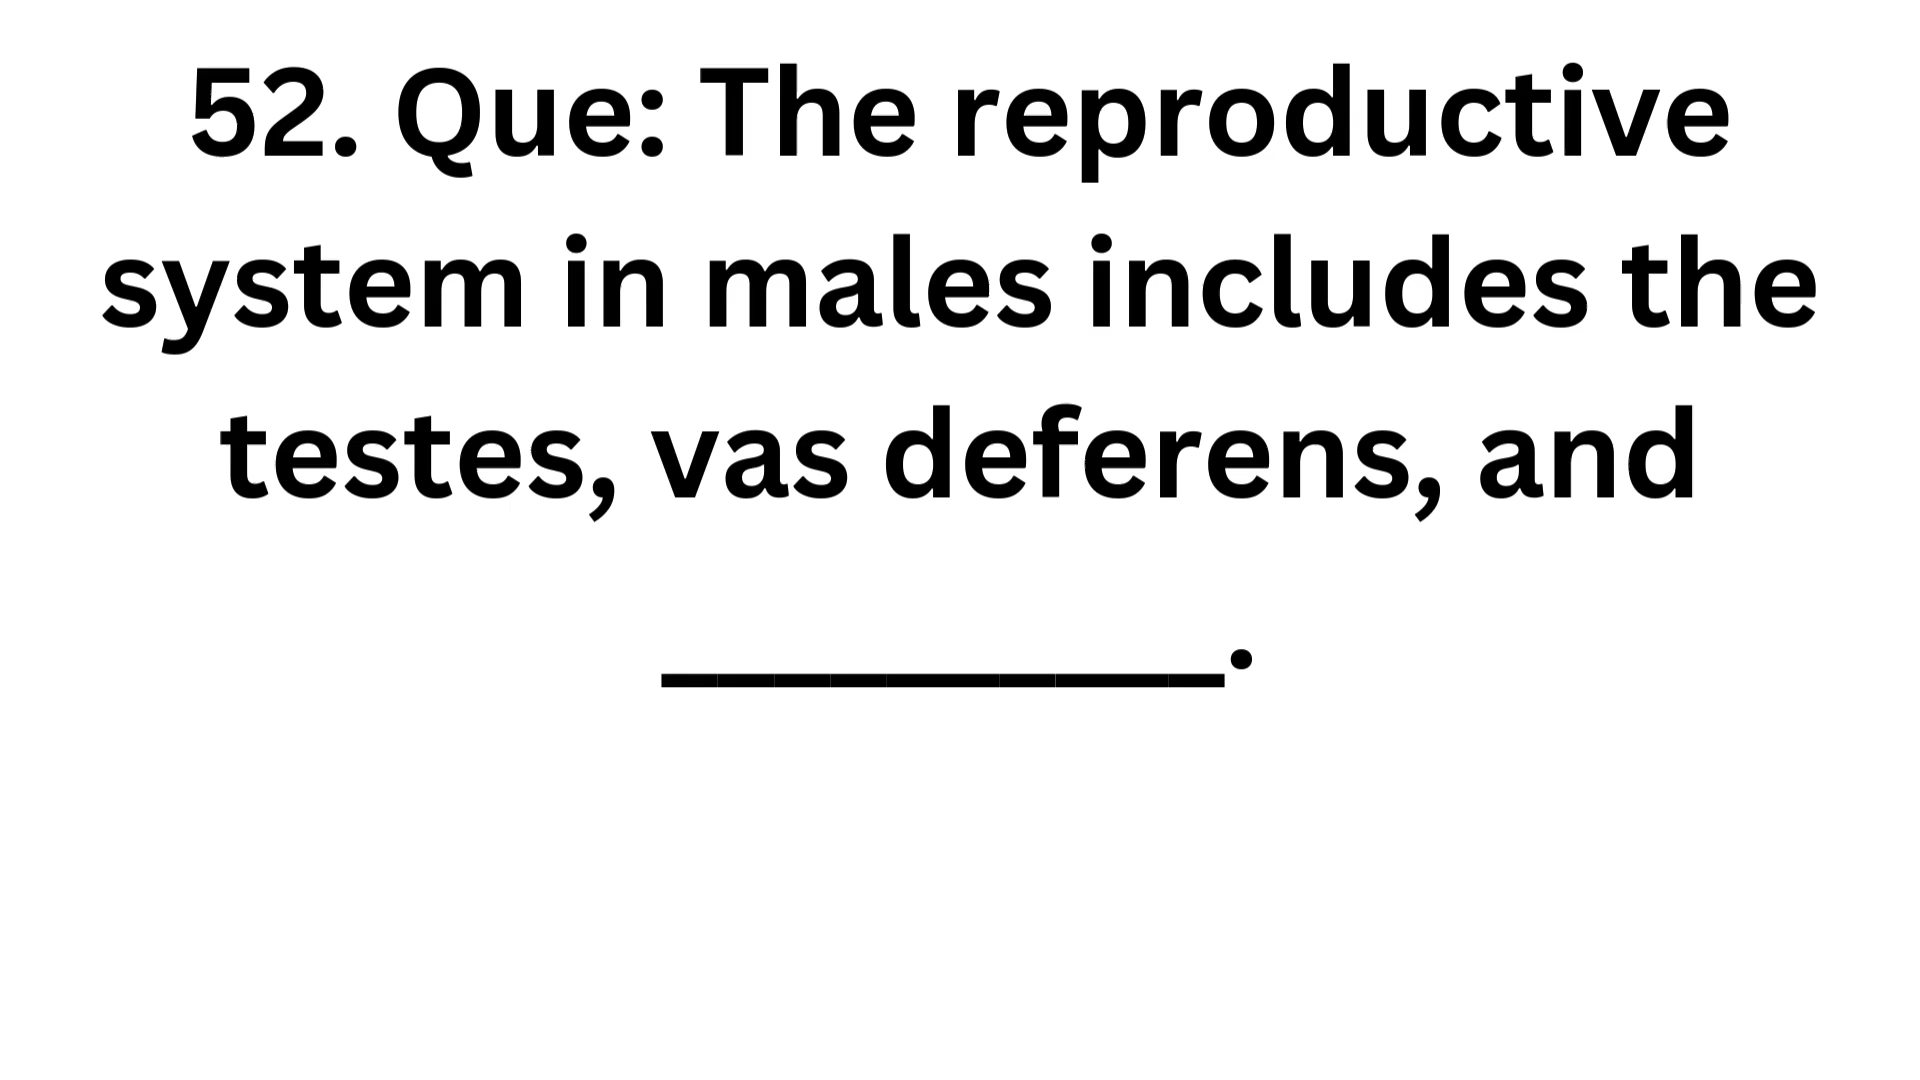 52. Que: The reproductive
system in males includes the
testes, vas deferens, and
__________.